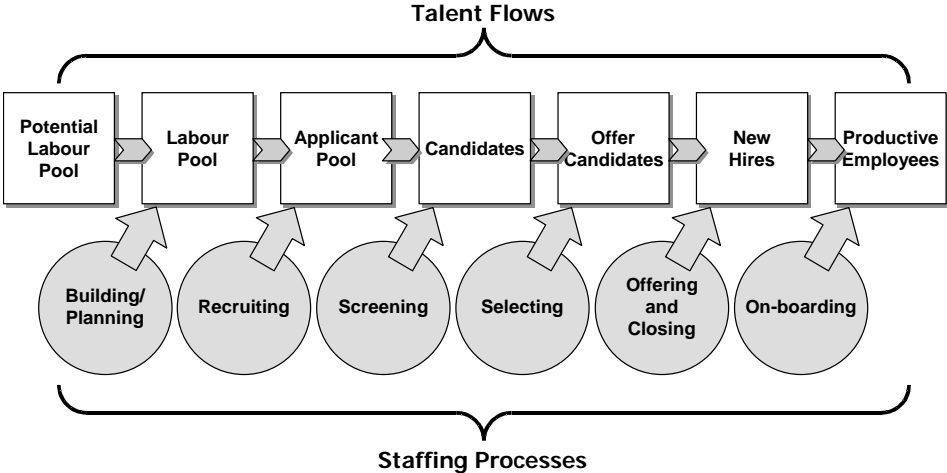 Talent Flows
Potential
Labour
Pool
Labour
Pool
Applicant
Pool
Candidates
Offer
Candidates
New
Hires
Productive
Employees
Building/
Planning
Recruiting
Screening
Selecting
Offering
and
Closing
On-boarding
Staffing Processes